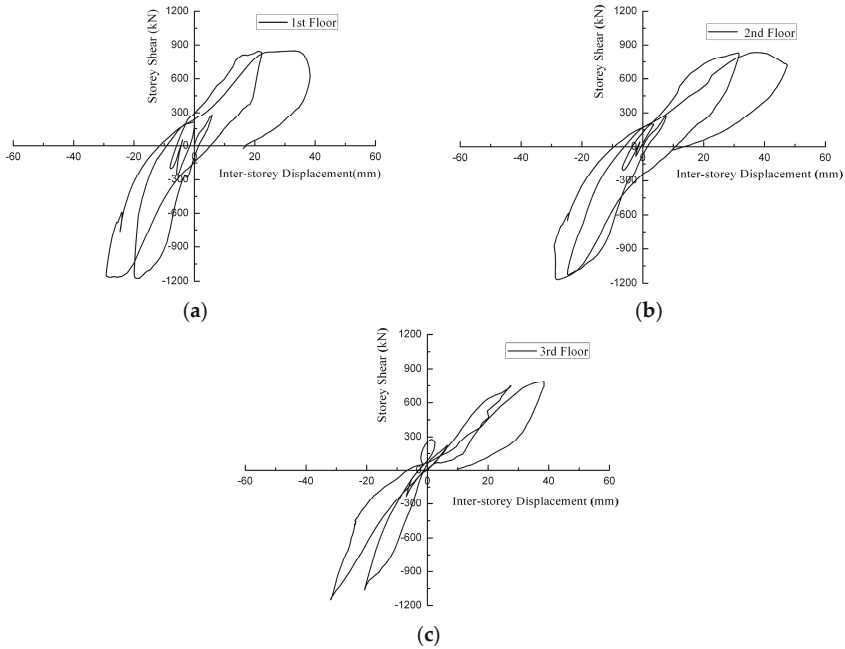 1200
1st Floor
900
600
300
0
-60 -40 -20 0 20 40 60
Inter-storey Displacement(mm)
-300
-600
-900
-1200
Storey Shear (kN)
(a)
1200
2nd Floor
900
600
300
0
-60 -40 -20 0 20 40 60
Inter-storey Displacement (mm)
-300
-600
-900
-1200
Storey Shear (kN)
(b)
1200
3rd Floor
900
600
300
0
-60 -40 -20 0 20 40 60
Inter-storey Displacement (mm)
-300
-600
-900
-1200
Storey Shear (kN)
(c)